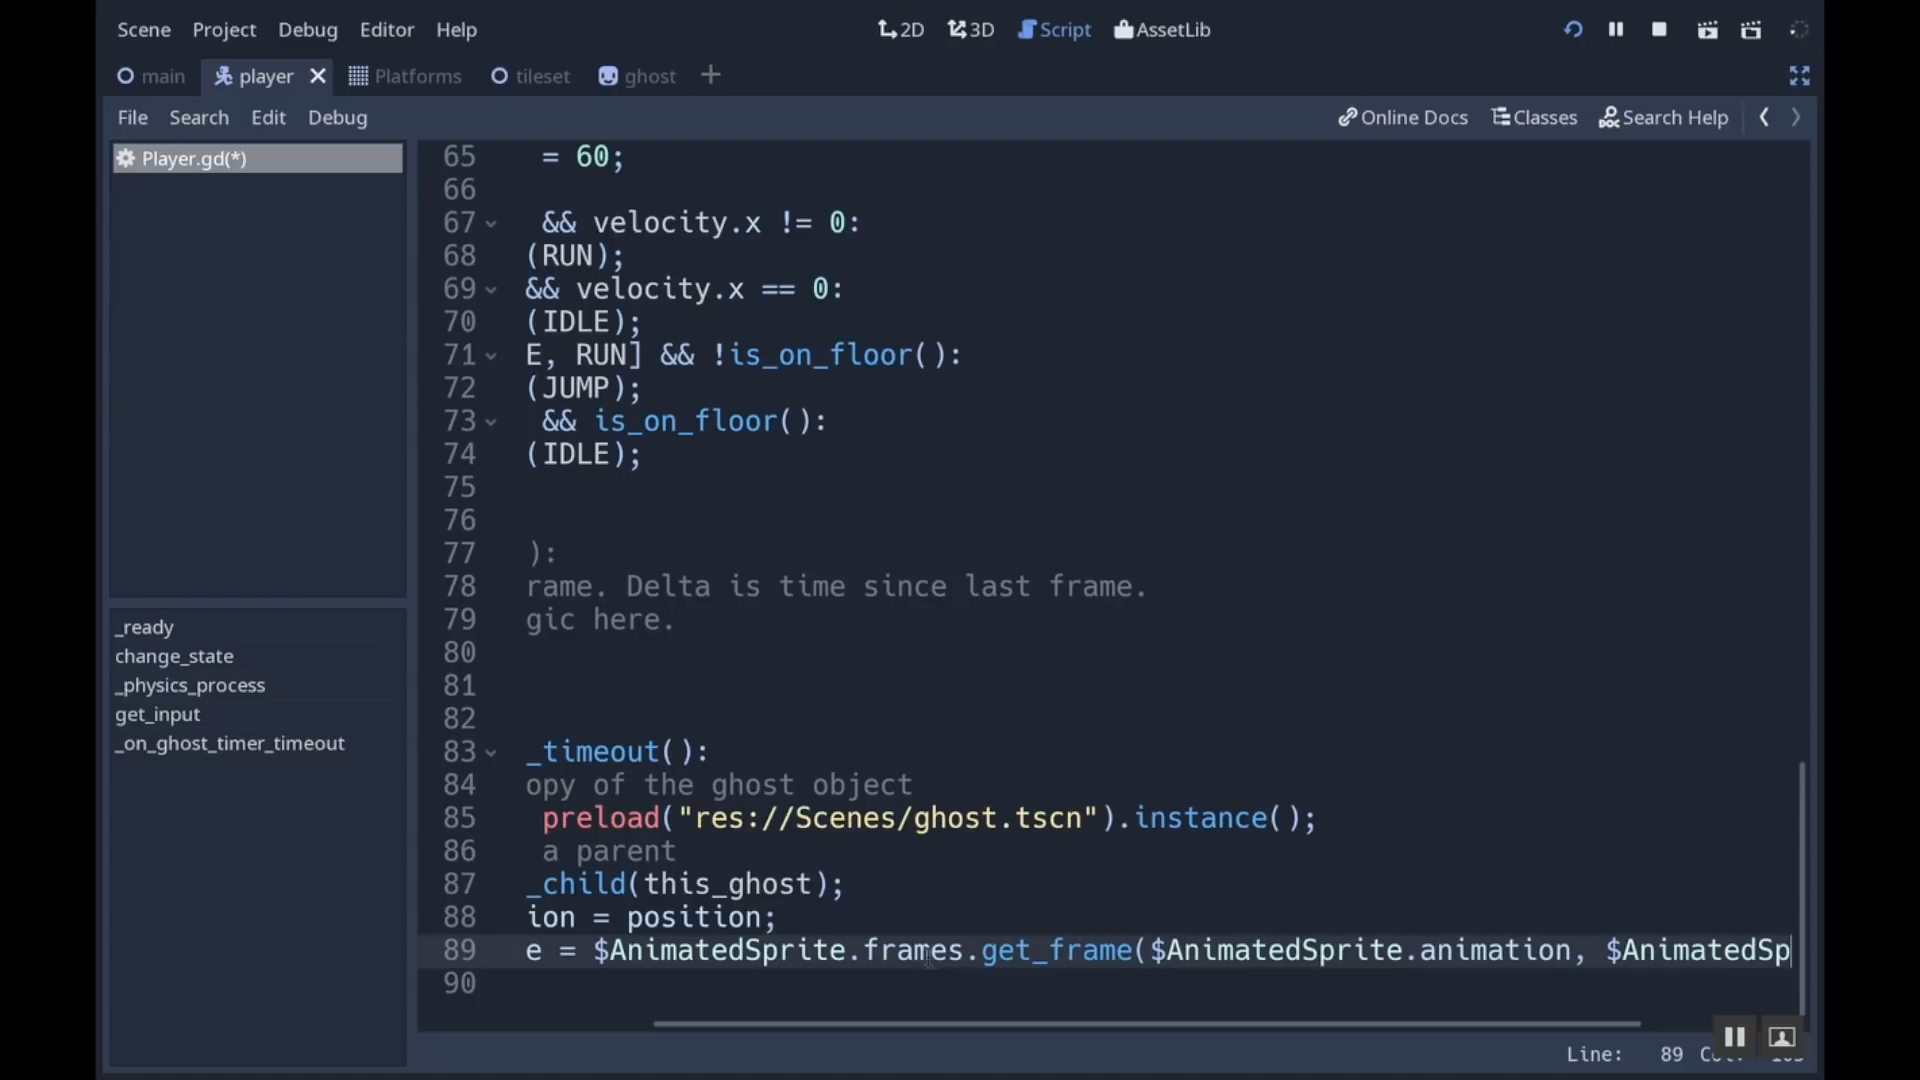 Scene Project Debug Editor Help 2D 3D Script AssetLib
main player Platforms tileset ghost
File Search Edit Debug Online Docs Classes Search Help
Player.gd(*)
_ready
change_state
_physics_process
get_input
_on_ghost_timer_timeout
65 = 60;
66
67 && velocity.x != 0:
68 (RUN);
69 && velocity.x == 0:
70 (IDLE);
71 E, RUN] && !is_on_floor():
72 (JUMP);
73 && is_on_floor():
74 (IDLE);
75
76
77 ):
78 rame. Delta is time since last frame.
79 gic here.
80
81
82
83 _timeout():
84 opy of the ghost object
85 preload("res://Scenes/ghost.tscn").instance();
86 a parent
87 _child(this_ghost);
88 ion = position;
89 e = $AnimatedSprite.frames.get_frame($AnimatedSprite.animation, $AnimatedSp
90
Line: 89